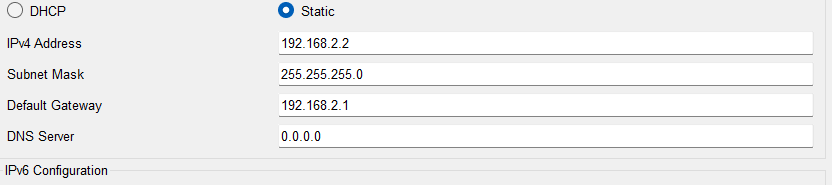 DHCP Static
IPv4 Address 192.168.2.2
Subnet Mask 255.255.255.0
Default Gateway 192.168.2.1
DNS Server 0.0.0.0
IPv6 Configuration